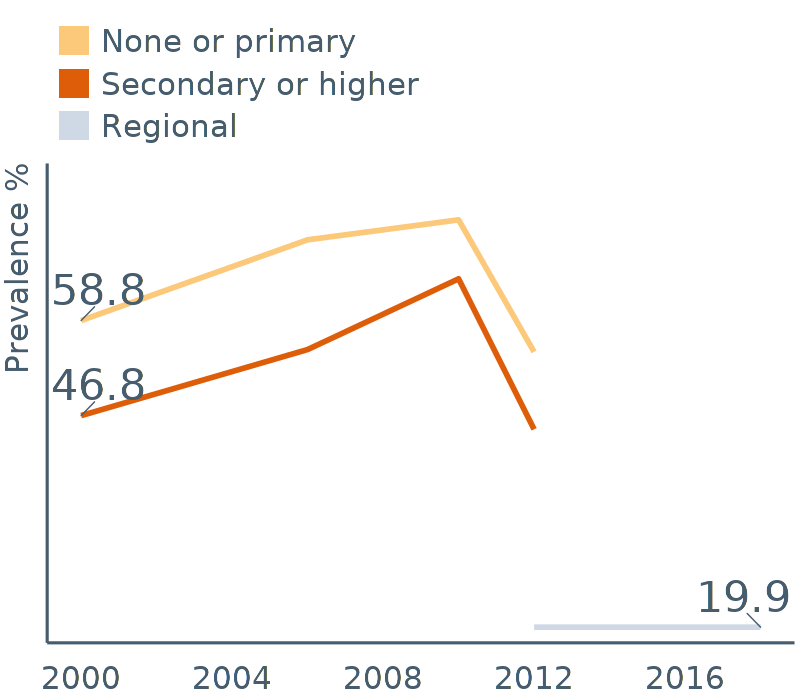 None or primary
Secondary or higher
Regional
Prevalence %
58.8
46.8
19.9
2000 2004 2008 2012 2016